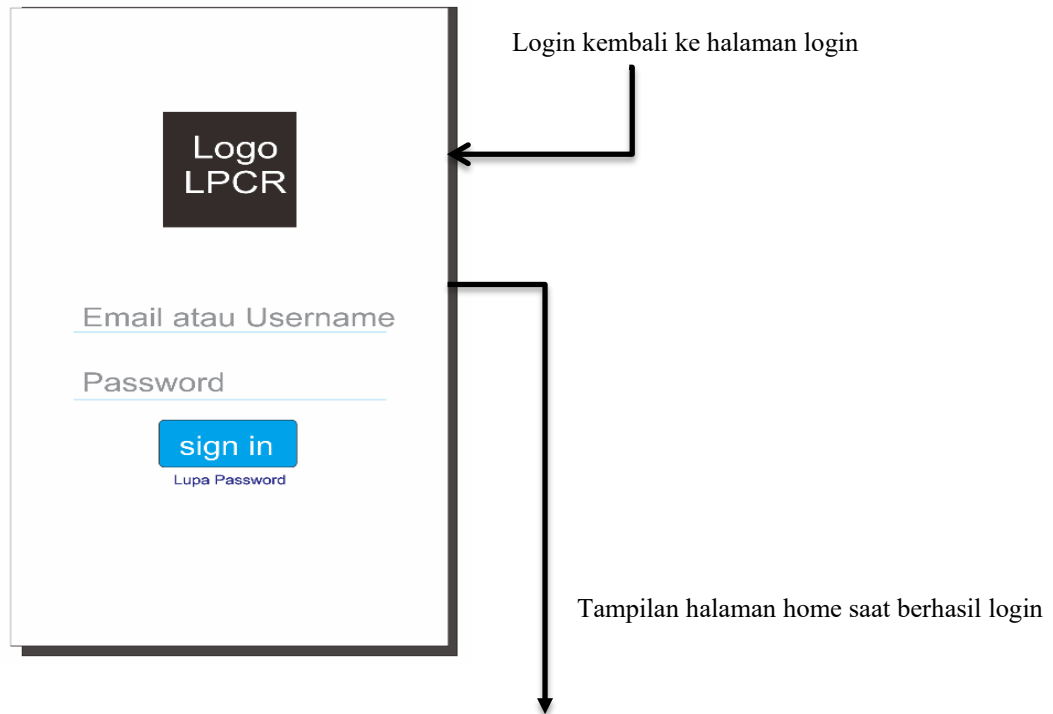 Login kembali ke halaman login
Logo
LPCR
Email atau Username
Password
sign in
Lupa Password
Tampilan halaman home saat berhasil login